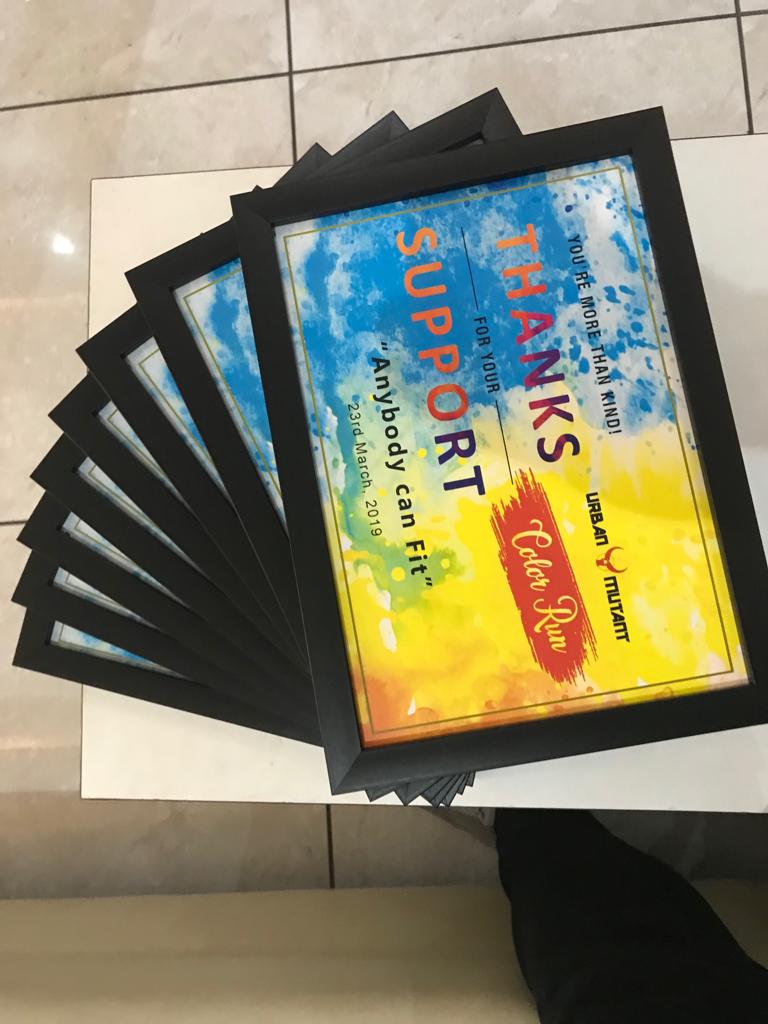 YOU'RE MORE THAN KIND!
URBAN MUTANT
THANKS
FOR YOUR
Color Run
SUPPORT
"Anybody can Fit"
23rd March, 2019